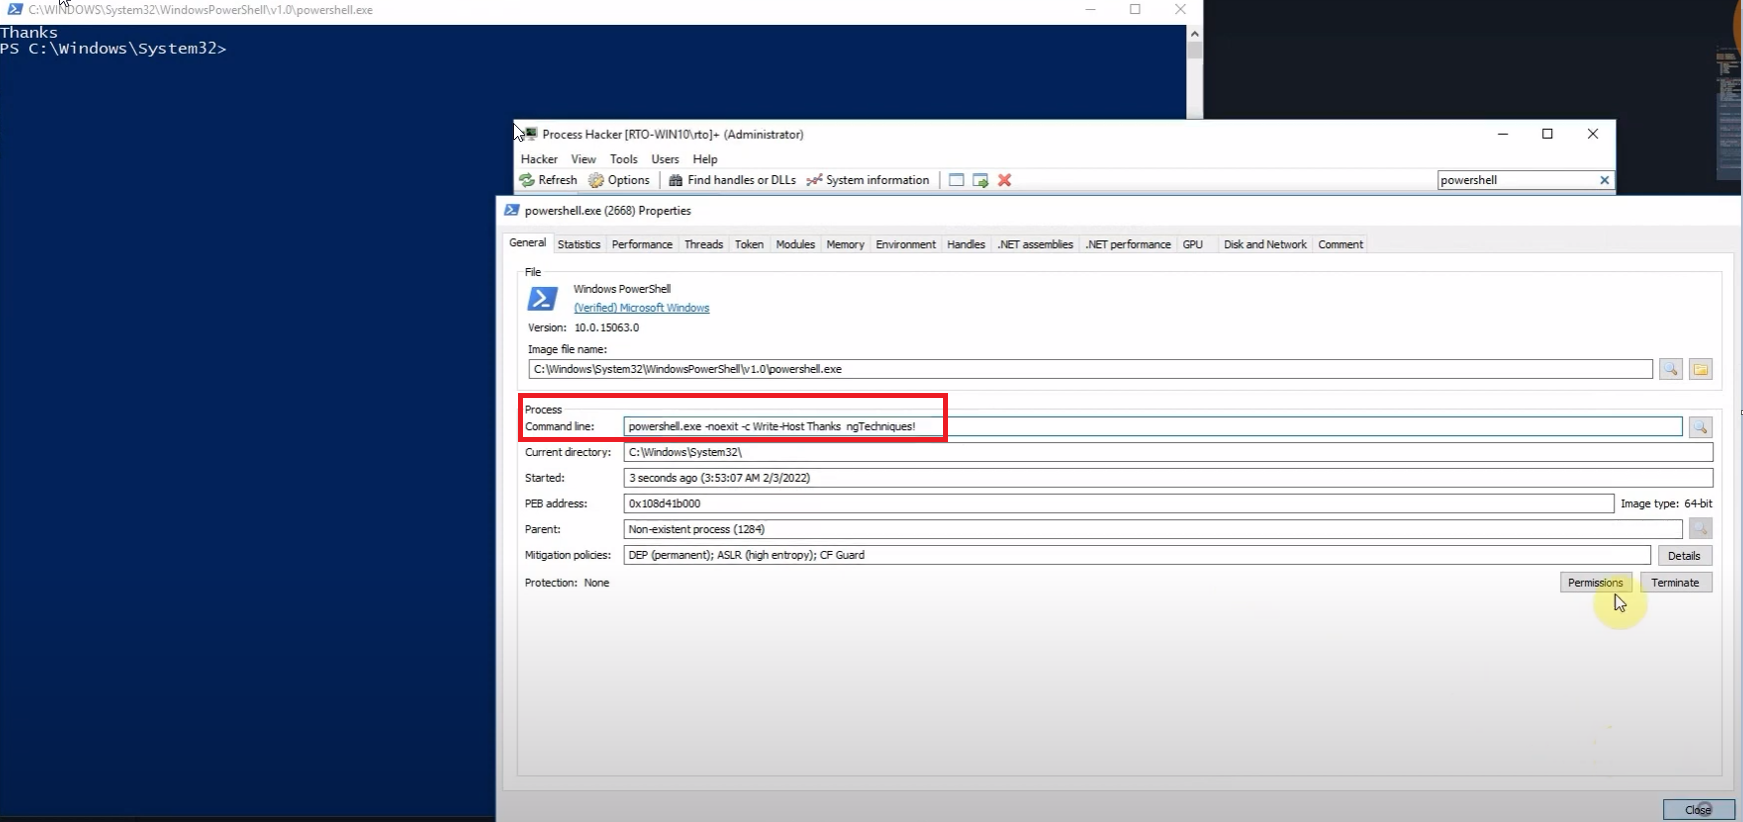 C:\WINDOWS\System32\WindowsPowerShell\v1.0\powershell.exe
Thanks
PS C:\Windows\System32>
Process Hacker [RTO-WIN10\rto]+ (Administrator)
Hacker View Tools Users Help
Refresh Options Find handles or DLLs System information powershell
powershell.exe (2668) Properties
General Statistics Performance Threads Token Modules Memory Environment Handles .NET assemblies .NET performance GPU Disk and Network Comment
File
Windows PowerShell
(Verified) Microsoft Windows
Version: 10.0.15063.0
Image file name:
C:\Windows\System32\WindowsPowerShell\v1.0\powershell.exe
Process
Command line: powershell.exe -noexit -c Write-Host Thanks  ngTechniques!
Current directory: C:\Windows\System32\
Started: 3 seconds ago (3:53:07 AM 2/3/2022)
PEB address: 0x108d41b000 Image type: 64-bit
Parent: Non-existent process (1284)
Mitigation policies: DEP (permanent); ASLR (high entropy); CF Guard Details
Protection: None Permissions Terminate
Close